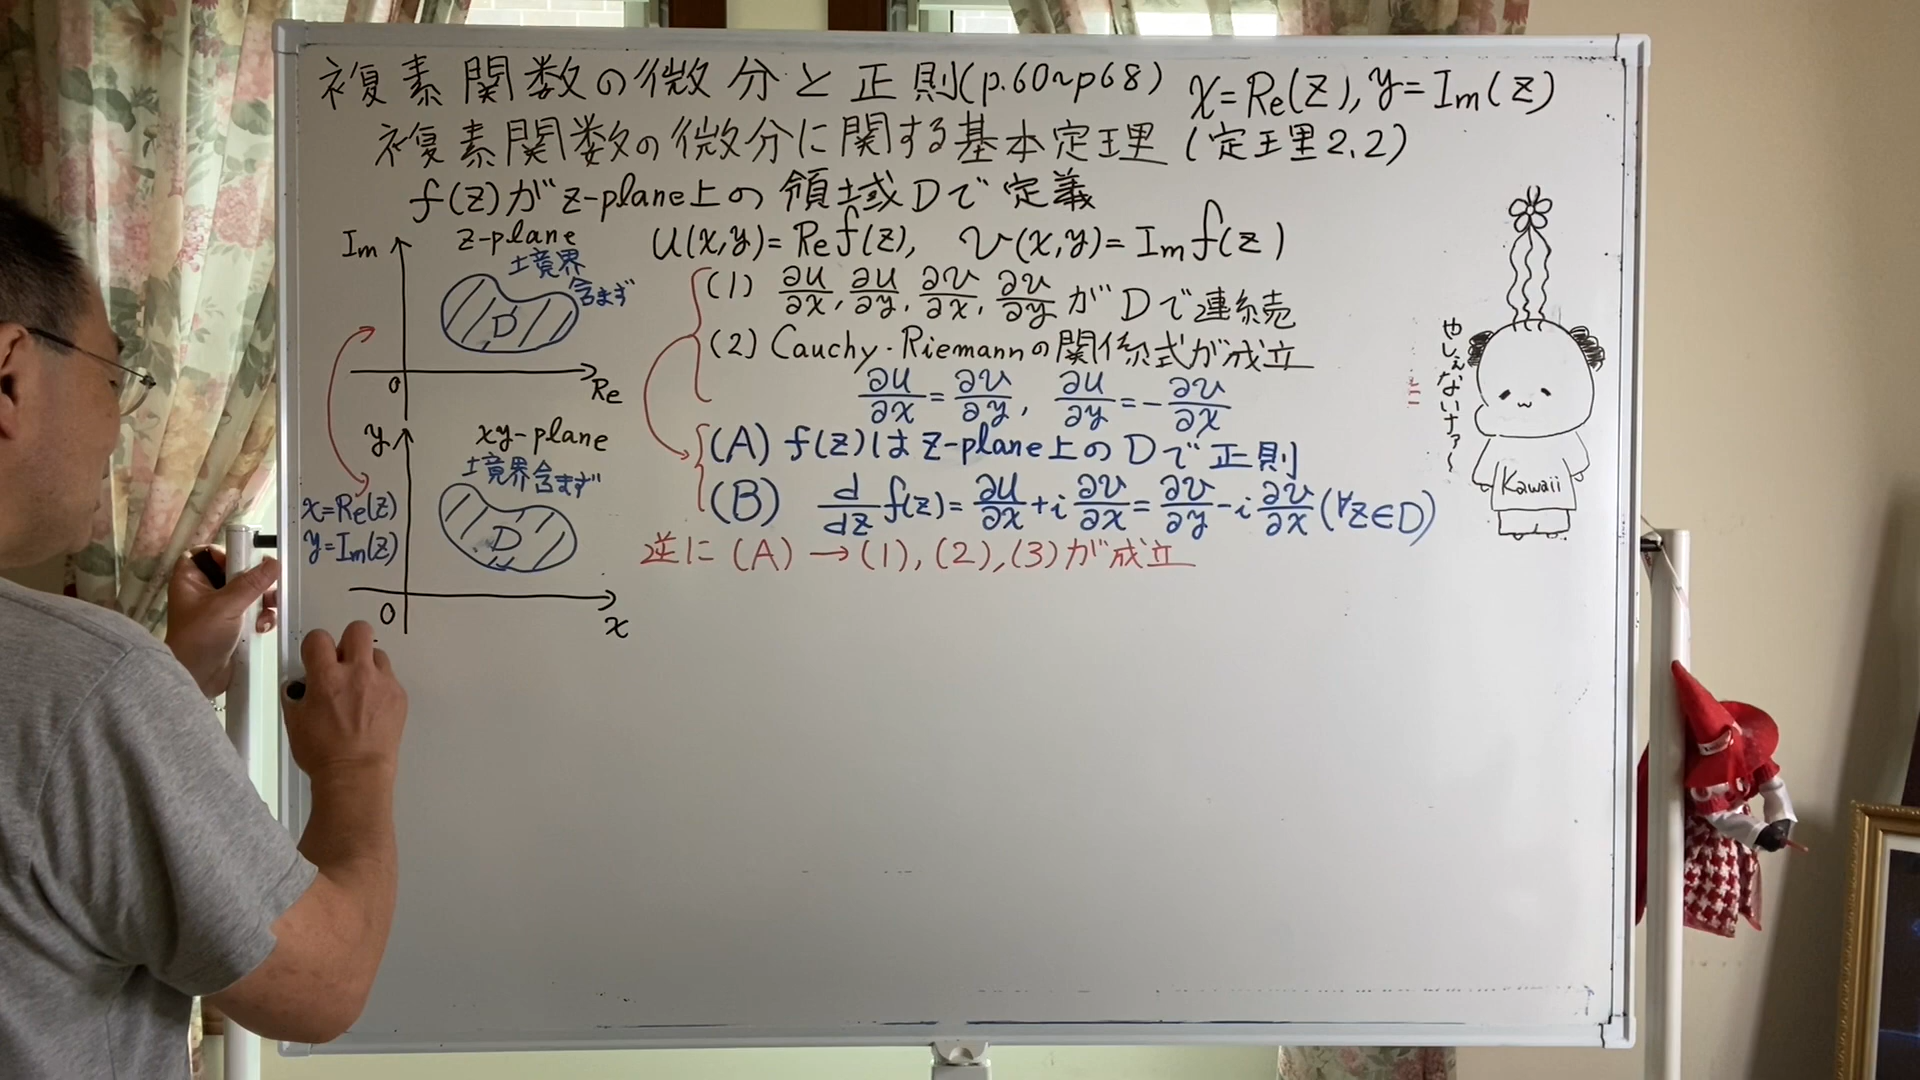 複素関数の微分と正則(p.60~p68) x=Re(z), y=Im(z)
複素関数の微分に関する基本定理 (定理2.2)
f(z)がz-plane上の領域Dで定義
Im
z-plane
境界
含まず
D
0
Re
y
xy-plane
境界含まず
D
x=Re(z)
y=Im(z)
0
x
u(x,y)=Re f(z), v(x,y)=Im f(z)
(1) ∂u/∂x, ∂u/∂y, ∂v/∂x, ∂v/∂y がDで連続
(2) Cauchy-Riemannの関係式が成立
∂u/∂x=∂v/∂y, ∂u/∂y=-∂v/∂x
(A) f(z)はz-plane上のDで正則
(B) d/dz f(z)=∂u/∂x+i ∂v/∂x=∂v/∂y-i ∂v/∂x (∀z∈D)
逆に (A) → (1), (2), (3)が成立
Kawaii